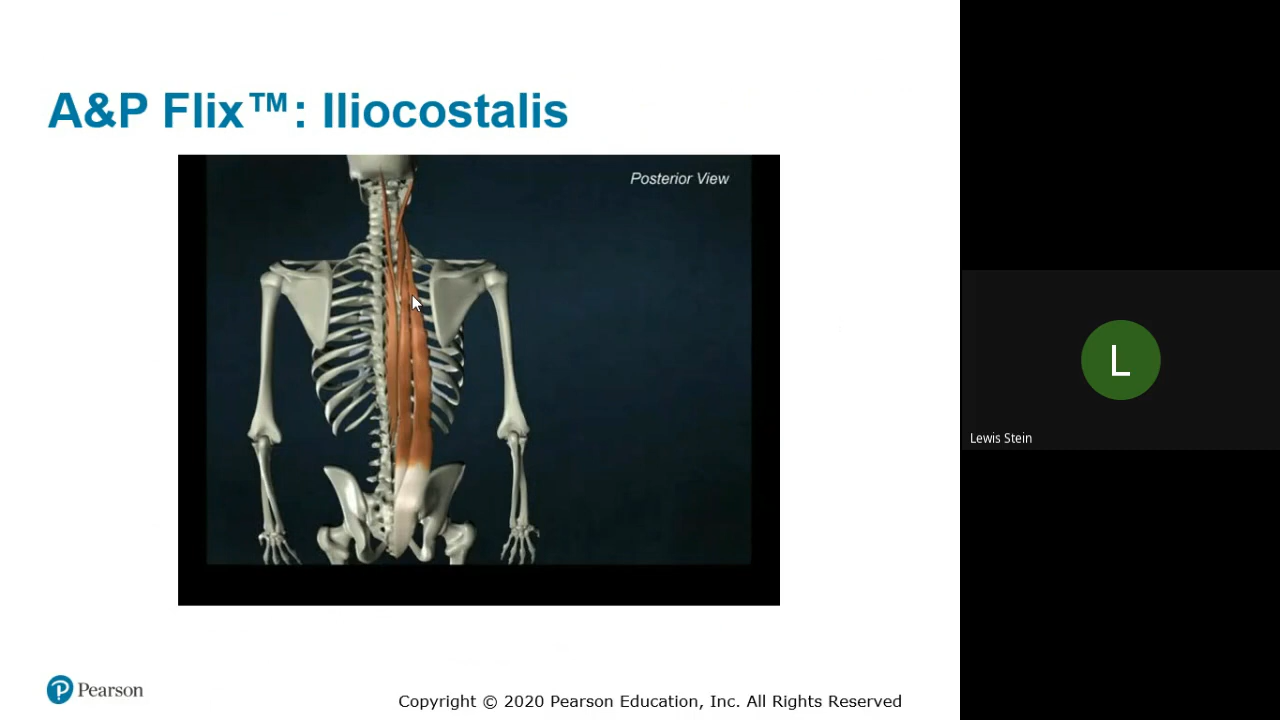 A&P Flix™: Iliocostalis
Posterior View
L
Lewis Stein
Pearson
Copyright © 2020 Pearson Education, Inc. All Rights Reserved